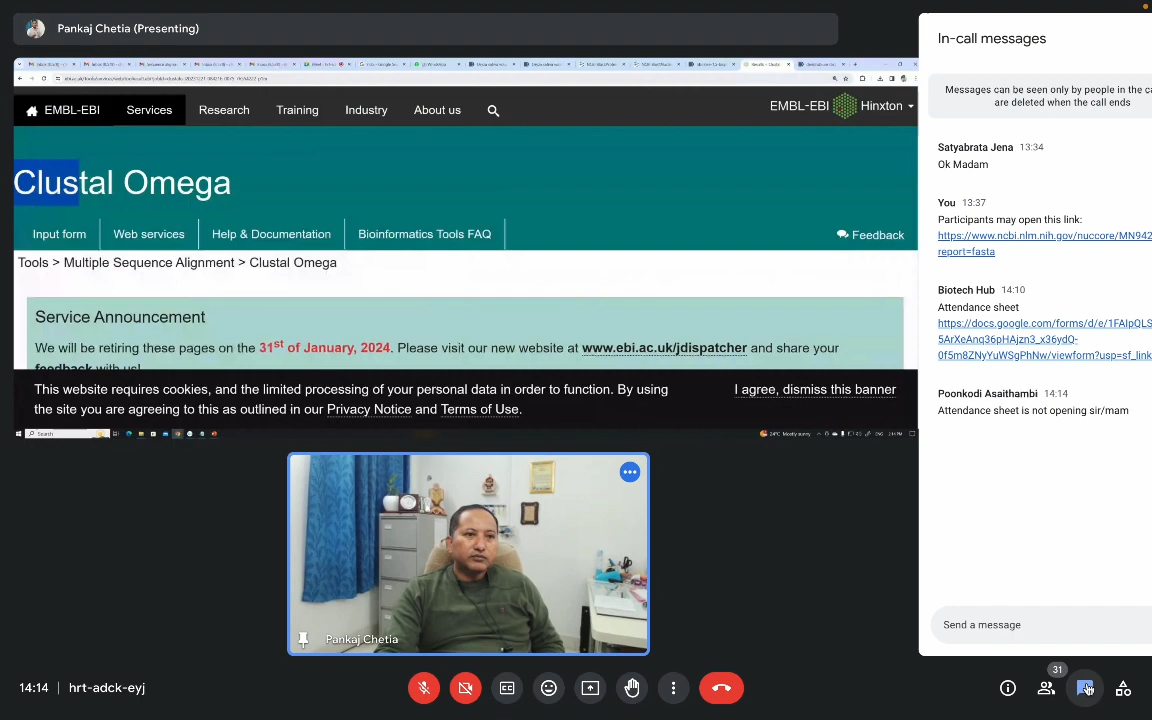 Pankaj Chetia (Presenting)
EMBL-EBI Services Research Training Industry About us
EMBL-EBI Hinxton
Clustal Omega
Input form Web services Help & Documentation Bioinformatics Tools FAQ Feedback
Tools > Multiple Sequence Alignment > Clustal Omega
Service Announcement
We will be retiring these pages on the 31st of January, 2024. Please visit our new website at www.ebi.ac.uk/jdispatcher and share your
feedback with us!
This website requires cookies, and the limited processing of your personal data in order to function. By using
the site you are agreeing to this as outlined in our Privacy Notice and Terms of Use.
I agree, dismiss this banner
Search
24°C Mostly sunny
Pankaj Chetia
14:14 | hrt-adck-eyj
In-call messages
Messages can be seen only by people in the ca
are deleted when the call ends
Satyabrata Jena 13:34
Ok Madam
You 13:37
Participants may open this link:
https://www.ncbi.nlm.nih.gov/nuccore/MN942
report=fasta
Biotech Hub 14:10
Attendance sheet
https://docs.google.com/forms/d/e/1FAIpQLS
5ArXeAnq36pHAjzn3_x36ydQ-
0f5m8ZNyYuWSgPhNw/viewform?usp=sf_link
Poonkodi Asaithambi 14:14
Attendance sheet is not opening sir/mam
Send a message
31